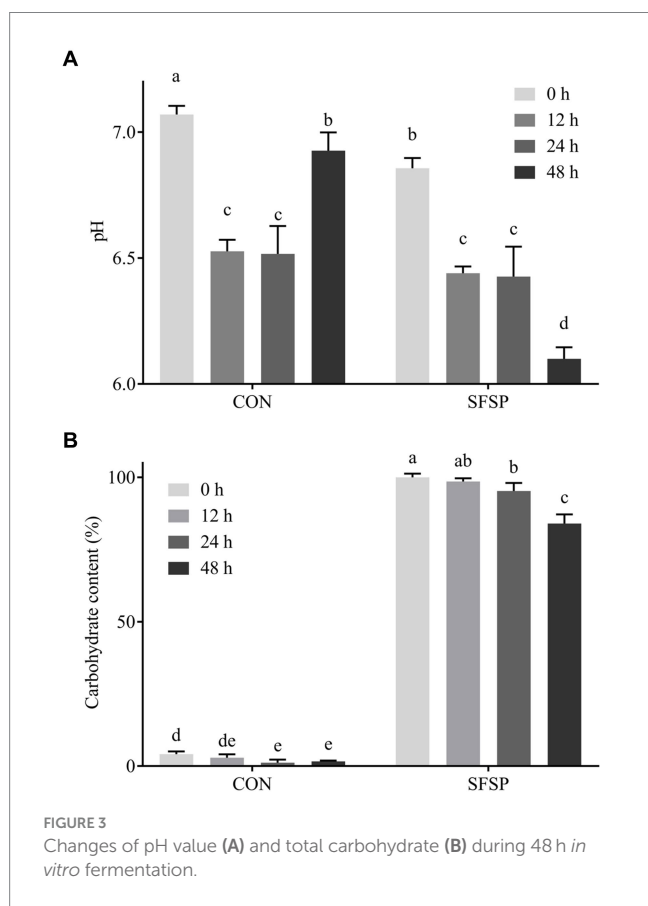 A
a
b
b
c
c
c
c
d
0 h
12 h
24 h
48 h
pH
7.0
6.5
6.0
CON
SFSP
B
0 h
12 h
24 h
48 h
a
ab
b
c
d
de
e
e
Carbohydrate content (%)
100
50
0
CON
SFSP
FIGURE 3
Changes of pH value (A) and total carbohydrate (B) during 48 h in
vitro fermentation.